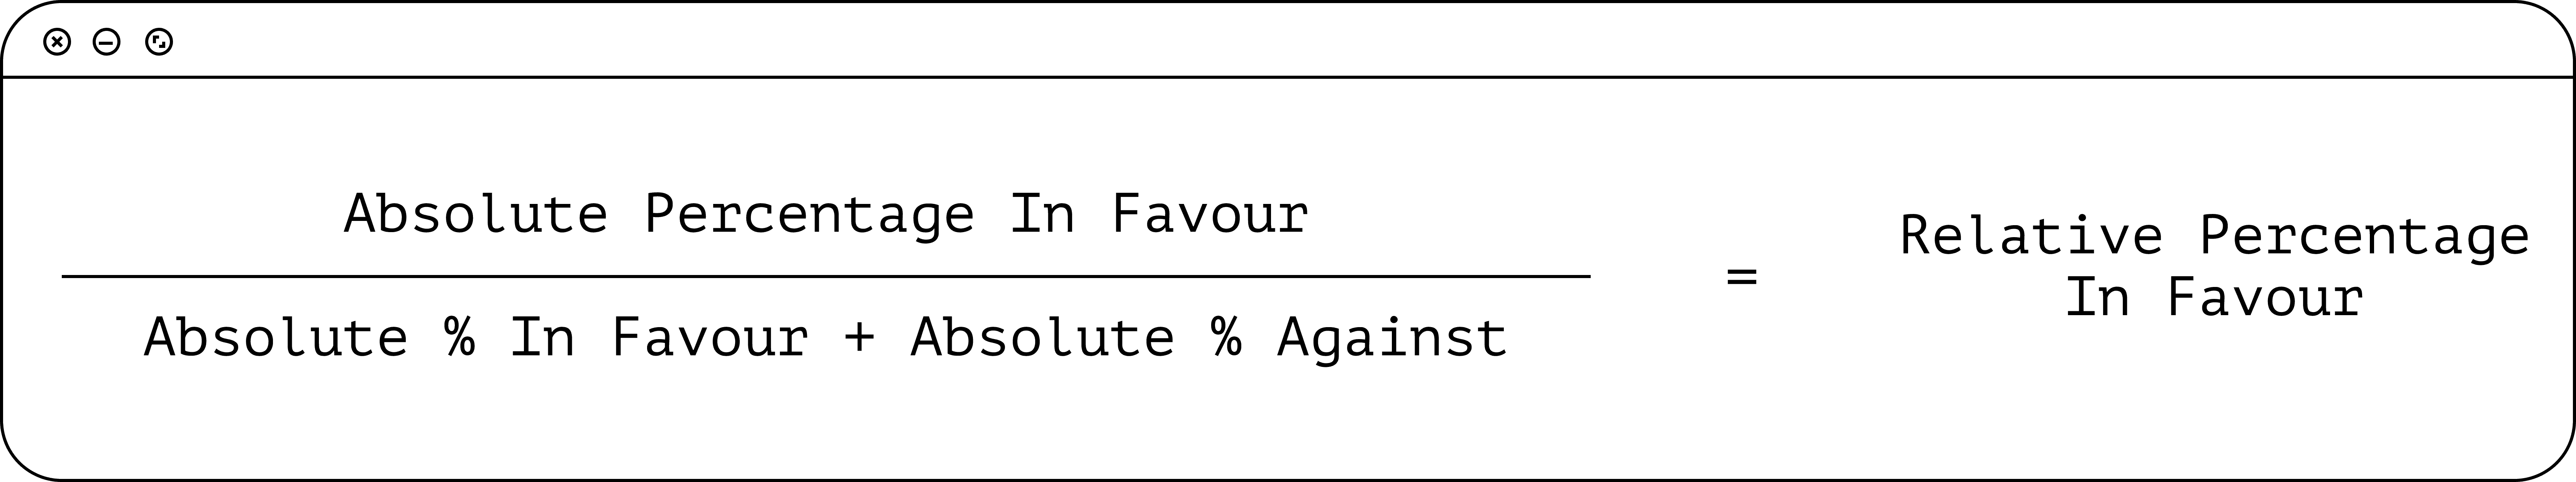 Absolute Percentage In Favour
Absolute % In Favour + Absolute % Against
=
Relative Percentage
In Favour